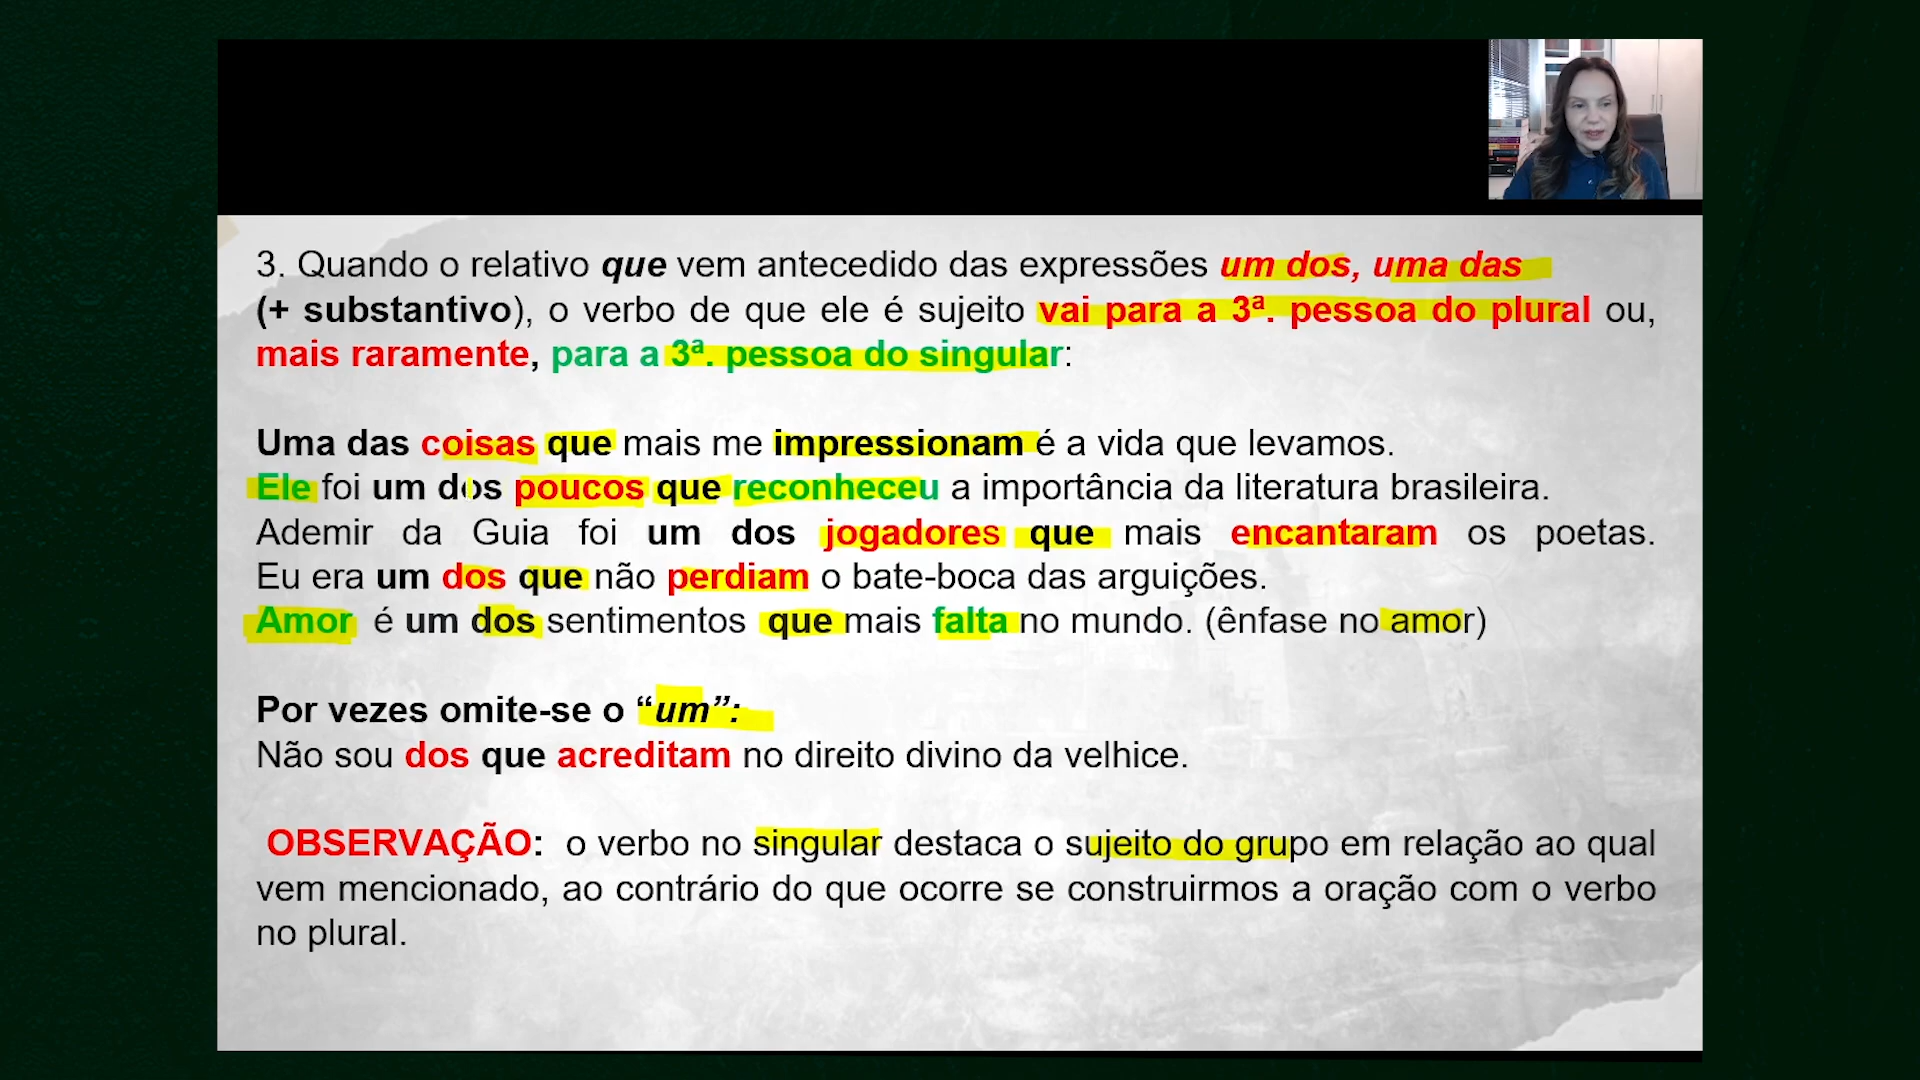 3. Quando o relativo que vem antecedido das expressões um dos, uma das
(+ substantivo), o verbo de que ele é sujeito vai para a 3ª. pessoa do plural ou,
mais raramente, para a 3ª. pessoa do singular:
Uma das coisas que mais me impressionam é a vida que levamos.
Ele foi um dos poucos que reconheceu a importância da literatura brasileira.
Ademir da Guia foi um dos jogadores que mais encantaram os poetas.
Eu era um dos que não perdiam o bate-boca das arguições.
Amor é um dos sentimentos que mais falta no mundo. (ênfase no amor)
Por vezes omite-se o “um”:
Não sou dos que acreditam no direito divino da velhice.
OBSERVAÇÃO: o verbo no singular destaca o sujeito do grupo em relação ao qual
vem mencionado, ao contrário do que ocorre se construirmos a oração com o verbo
no plural.